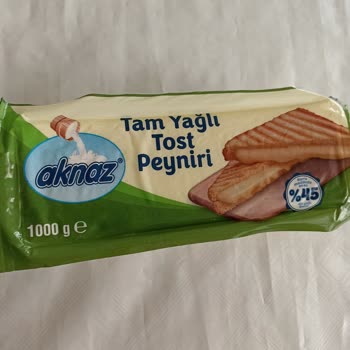 aknaz
Tam Yağlı
Tost
Peyniri
%45
1000 g e